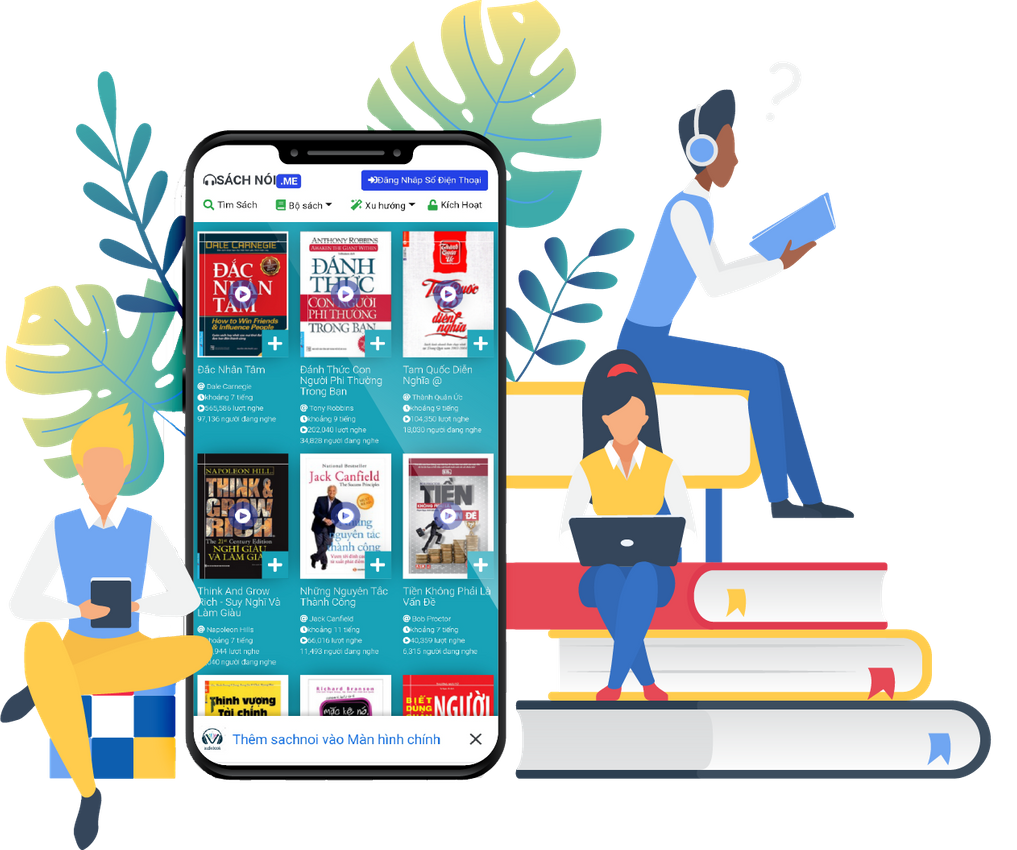 SÁCH NÓI .ME
Đăng Nhập Số Điện Thoại
Tìm Sách
Bộ sách
Xu hướng
Kích Hoạt
DALE CARNEGIE
ĐẮC
NHÂN
TÂM
How to Win Friends
& Influence People
ANTHONY ROBBINS
AWAKEN THE GIANT WITHIN
ĐÁNH
THỨC
CON NGƯỜI
PHI THƯỜNG
TRONG BẠN
Thành
Quân
Ức
Tam Quốc
diễn
nghĩa
Đắc Nhân Tâm
@ Dale Carnegie
khoảng 7 tiếng
565,586 lượt nghe
97,136 người đang nghe
Đánh Thức Con
Người Phi Thường
Trong Bạn
@ Tony Robbins
khoảng 9 tiếng
202,040 lượt nghe
34,828 người đang nghe
Tam Quốc Diễn
Nghĩa @
@ Thành Quân Ức
khoảng 9 tiếng
104,350 lượt nghe
18,030 người đang nghe
NAPOLEON HILL
THINK &
GROW
RICH
The 21st Century Edition
NGHĨ GIÀU
VÀ LÀM GIÀU
National Bestseller
Jack Canfield
The Success Principles
nguyên tắc
thành công
TIỀN
KHÔNG PHẢI
VẤN ĐỀ
Think And Grow
Rich - Suy Nghĩ Và
Làm Giàu
@ Napoleon Hills
khoảng 7 tiếng
,944 lượt nghe
040 người đang nghe
Những Nguyên Tắc
Thành Công
@ Jack Canfield
khoảng 11 tiếng
66,016 lượt nghe
11,493 người đang nghe
Tiền Không Phải Là
Vấn Đề
@ Bob Proctor
khoảng 7 tiếng
40,359 lượt nghe
6,315 người đang nghe
Thịnh vượng
Tài chính
Richard Branson
mặc kệ nó,
BIẾT
DÙNG
NGƯỜI
Thêm sachnoi vào Màn hình chính